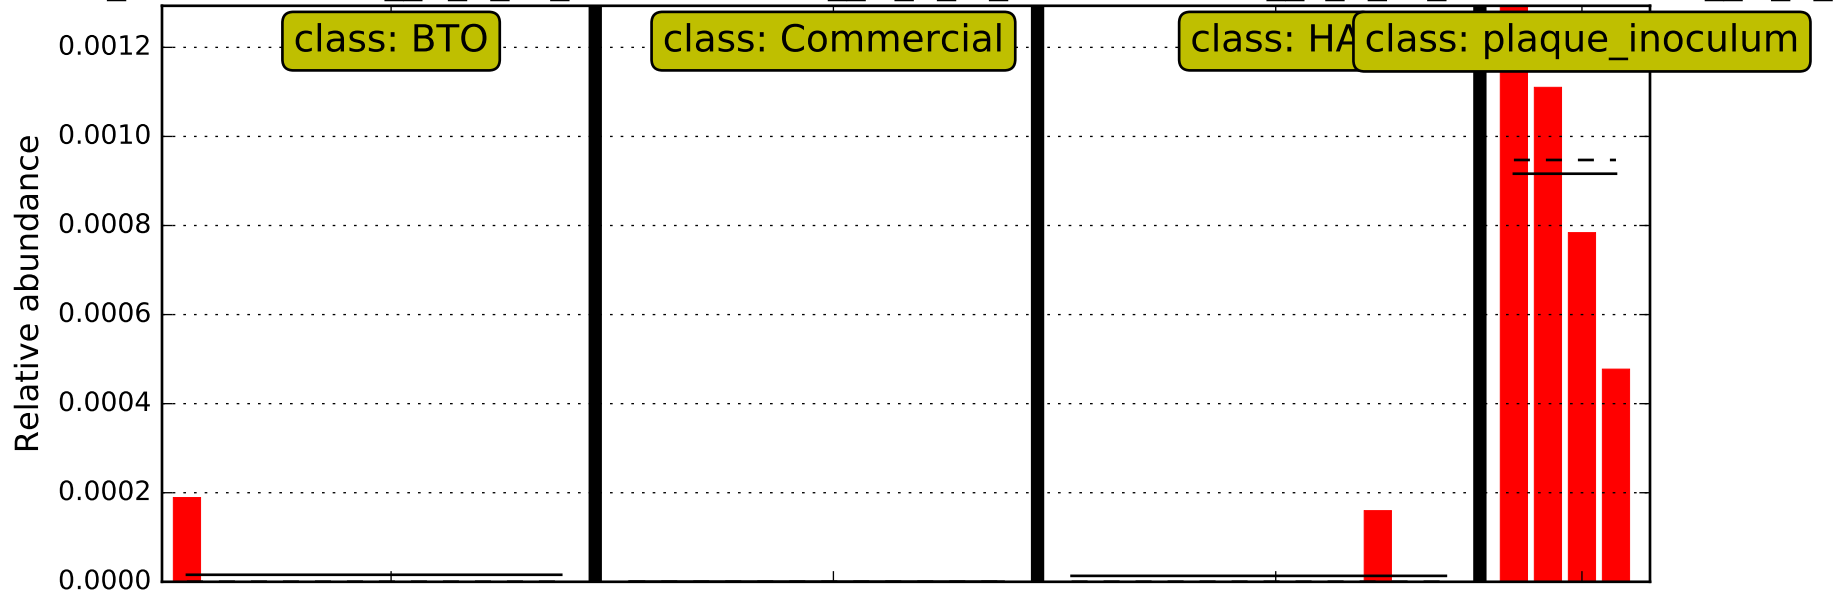 class: BTO
class: Commercial
class: HA
class: plaque_inoculum
0.0012
0.0010
0.0008
0.0006
0.0004
0.0002
0.0000
Relative abundance